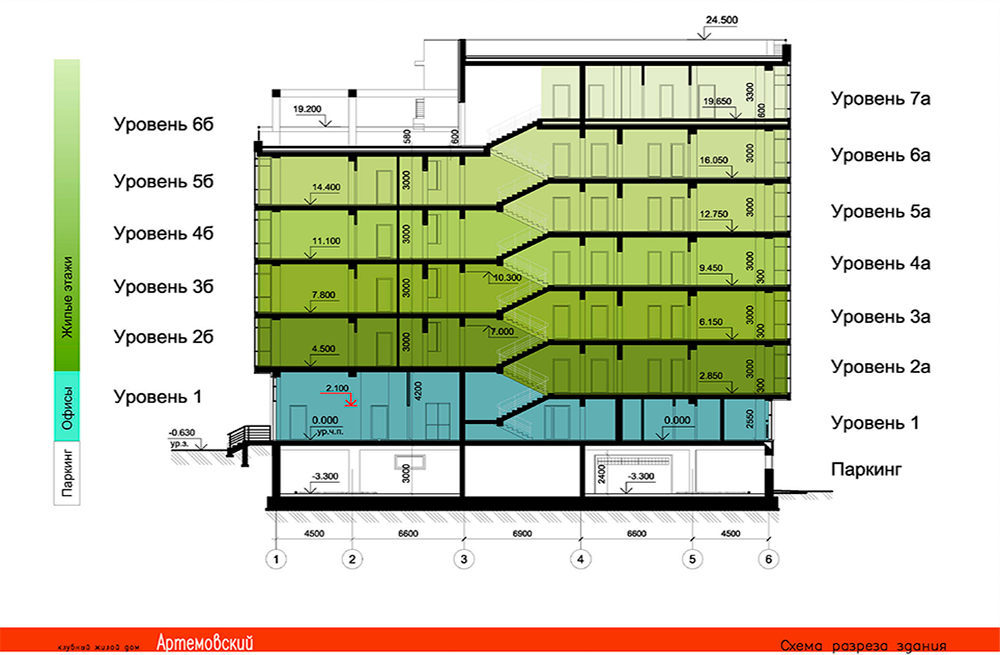 24.500
Уровень 7а
3300
19.650
600
19.200
Уровень 6б
580
600
Уровень 6а
16.050
3000
Уровень 5б
14.400
3000
Уровень 5а
12.750
3000
Уровень 4б
11.100
3000
Уровень 4а
9.450
3000
300
10.300
Уровень 3б
7.800
3000
Уровень 3а
6.150
3000
300
7.000
Уровень 2б
4.500
3000
Уровень 2а
2.850
3000
300
Жилые этажи
Офисы
Паркинг
Уровень 1
2.100
4200
0.000
ур.ч.п.
0.000
2550
Уровень 1
-0.630
ур.з.
-3.300
3000
2400
-3.300
Паркинг
4500 6600 6900 6600 4500
1 2 3 4 5 6
клубный жилой дом Артемовский
Схема разреза здания